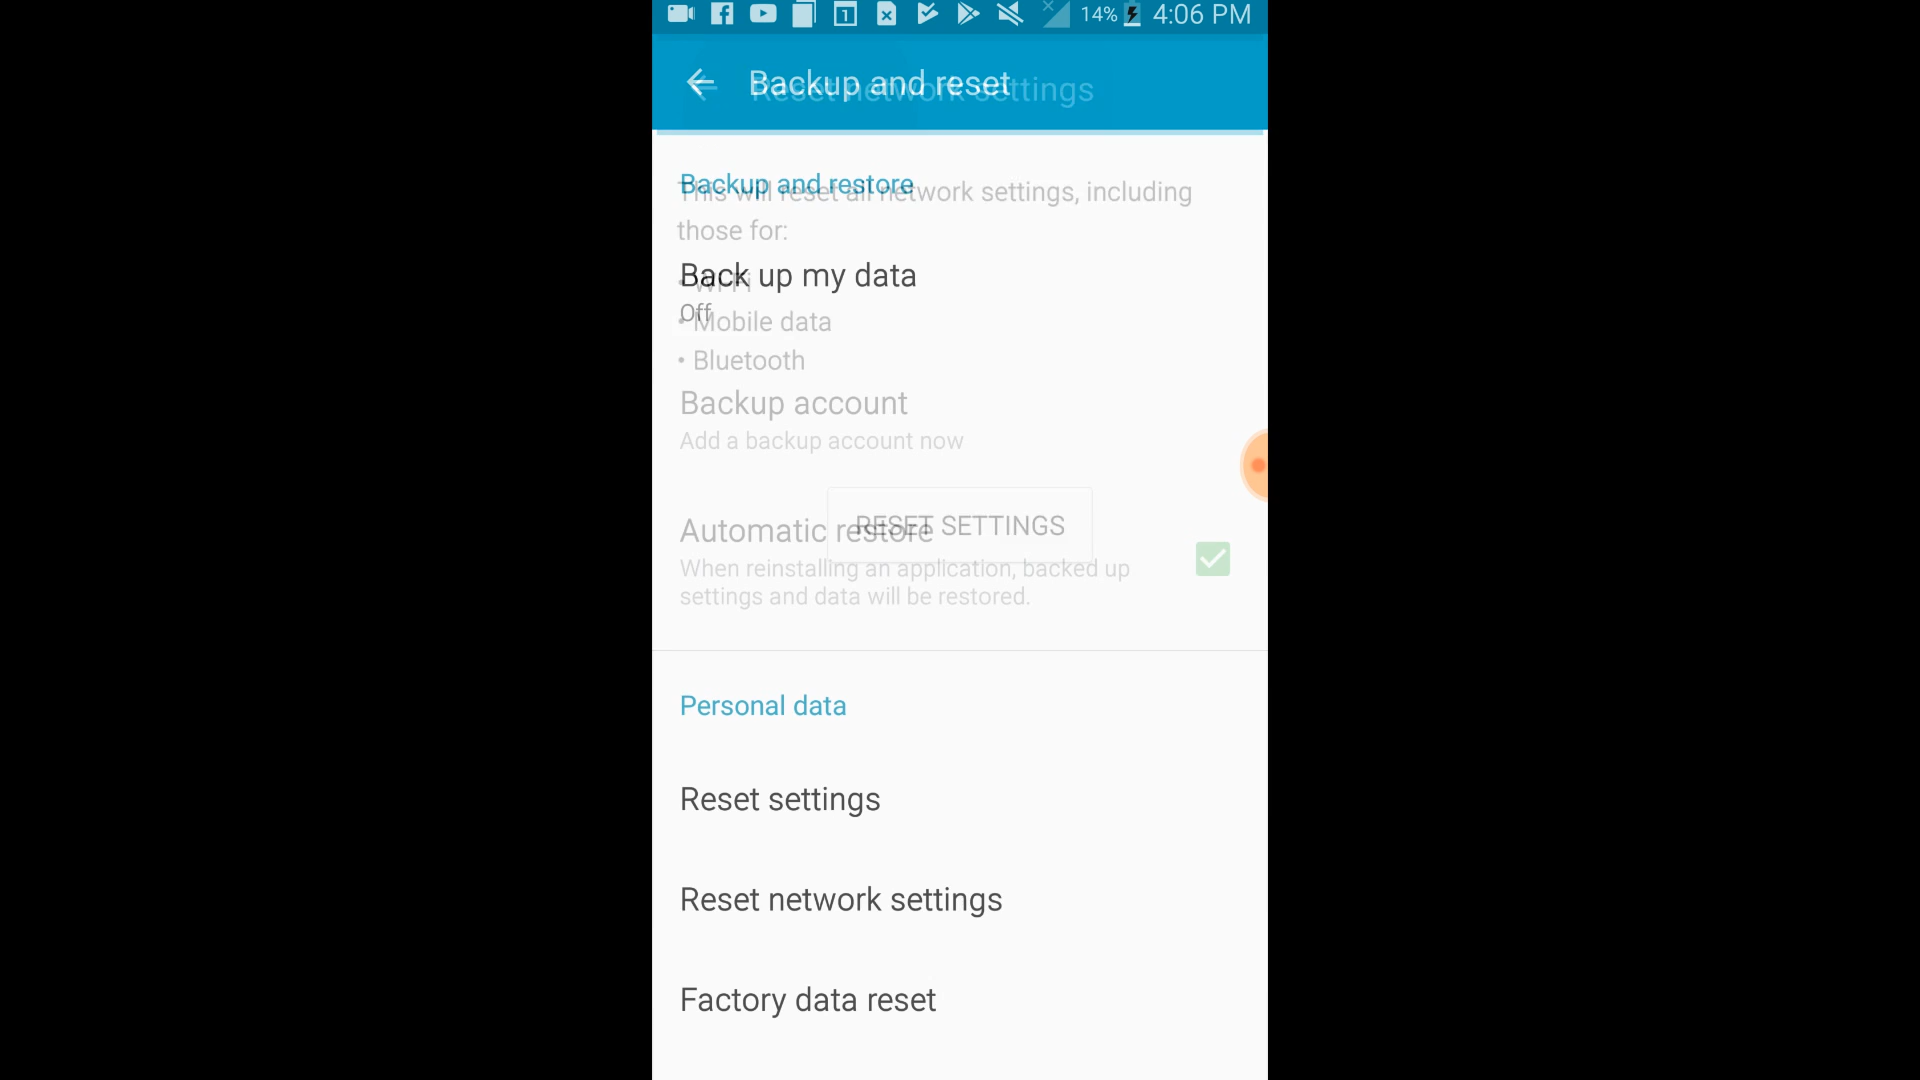 1 14% 4:06 PM
Backup and reset
Reset network settings
Backup and restore
This will reset all network settings, including
those for:
Back up my data
• Wi-Fi
Off
• Mobile data
• Bluetooth
Backup account
Add a backup account now
RESET SETTINGS
Automatic restore
When reinstalling an application, backed up
settings and data will be restored.
Personal data
Reset settings
Reset network settings
Factory data reset